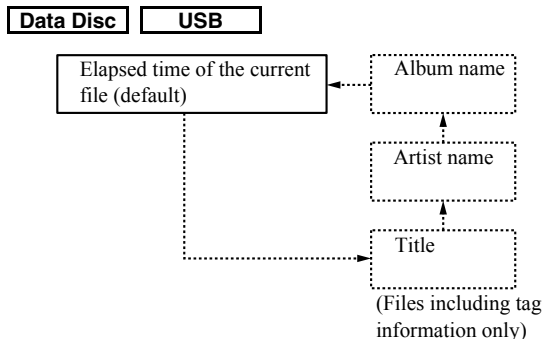 Data Disc
USB
Elapsed time of the current
file (default)
Album name
Artist name
Title
(Files including tag
information only)